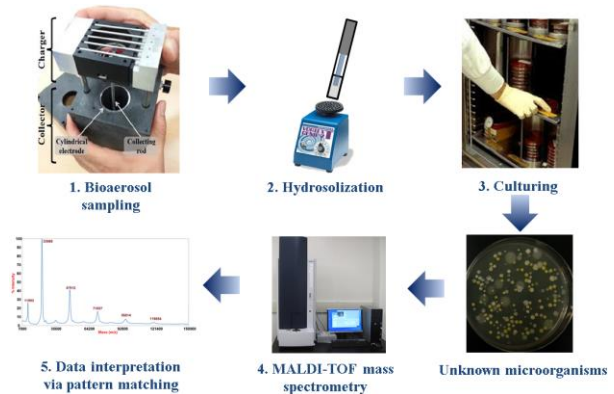 Charger
Collector
Cylindrical
electrode
Collecting
rod
1. Bioaerosol
sampling
2. Hydrosolization
3. Culturing
Unknown microorganisms
4. MALDI-TOF mass
spectrometry
5. Data interpretation
via pattern matching